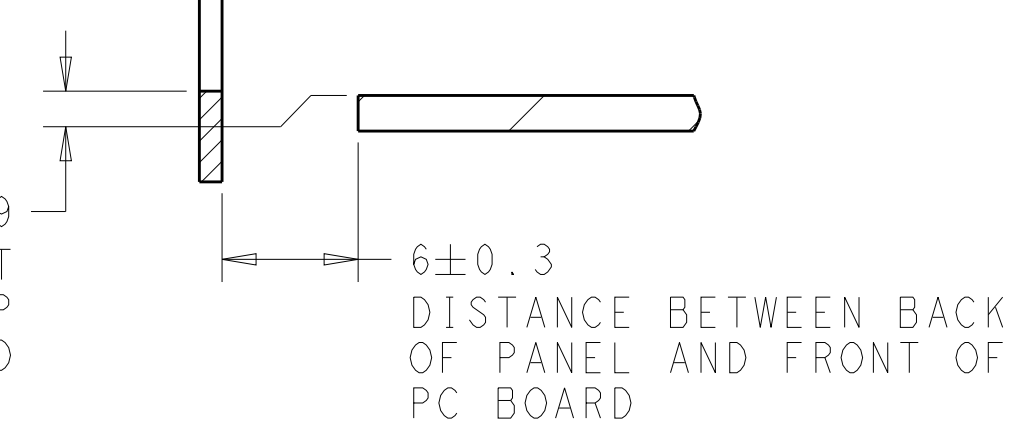 6±0.3
DISTANCE BETWEEN BACK
OF PANEL AND FRONT OF
PC BOARD